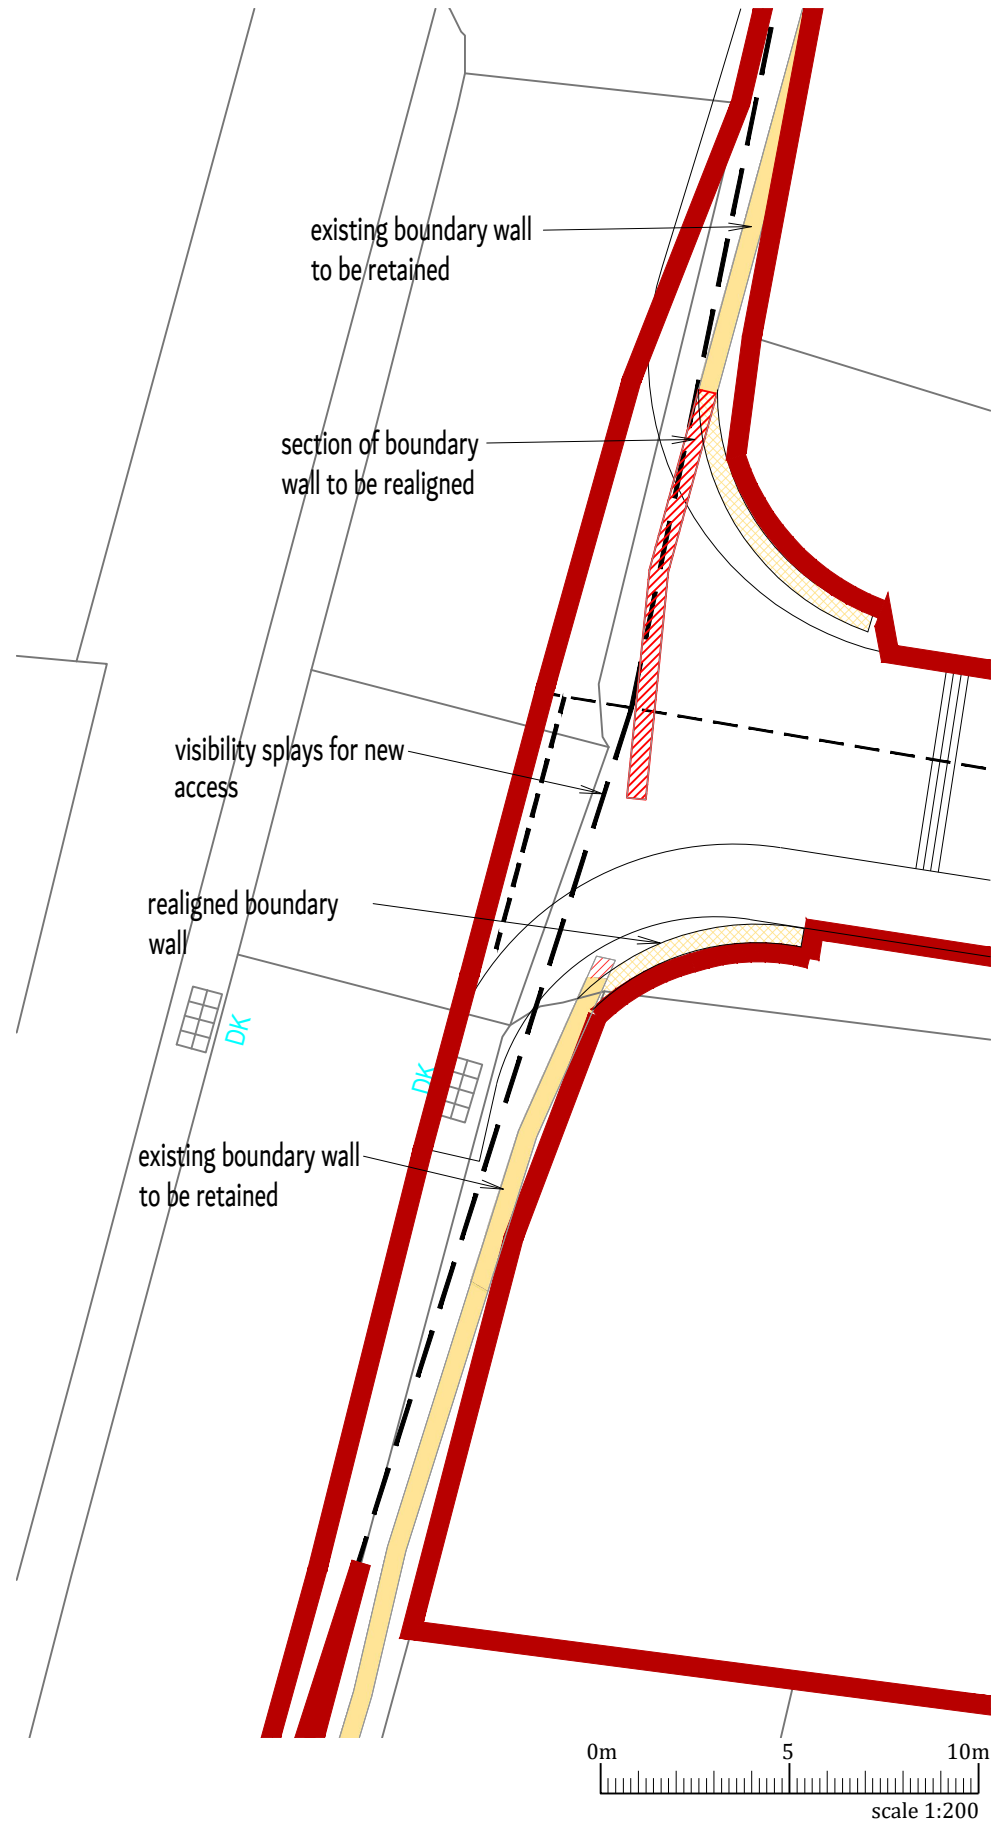 existing boundary wall
to be retained
section of boundary
wall to be realigned
visibility splays for new
access
realigned boundary
wall
DK
DK
existing boundary wall
to be retained
0m 5 10m
scale 1:200